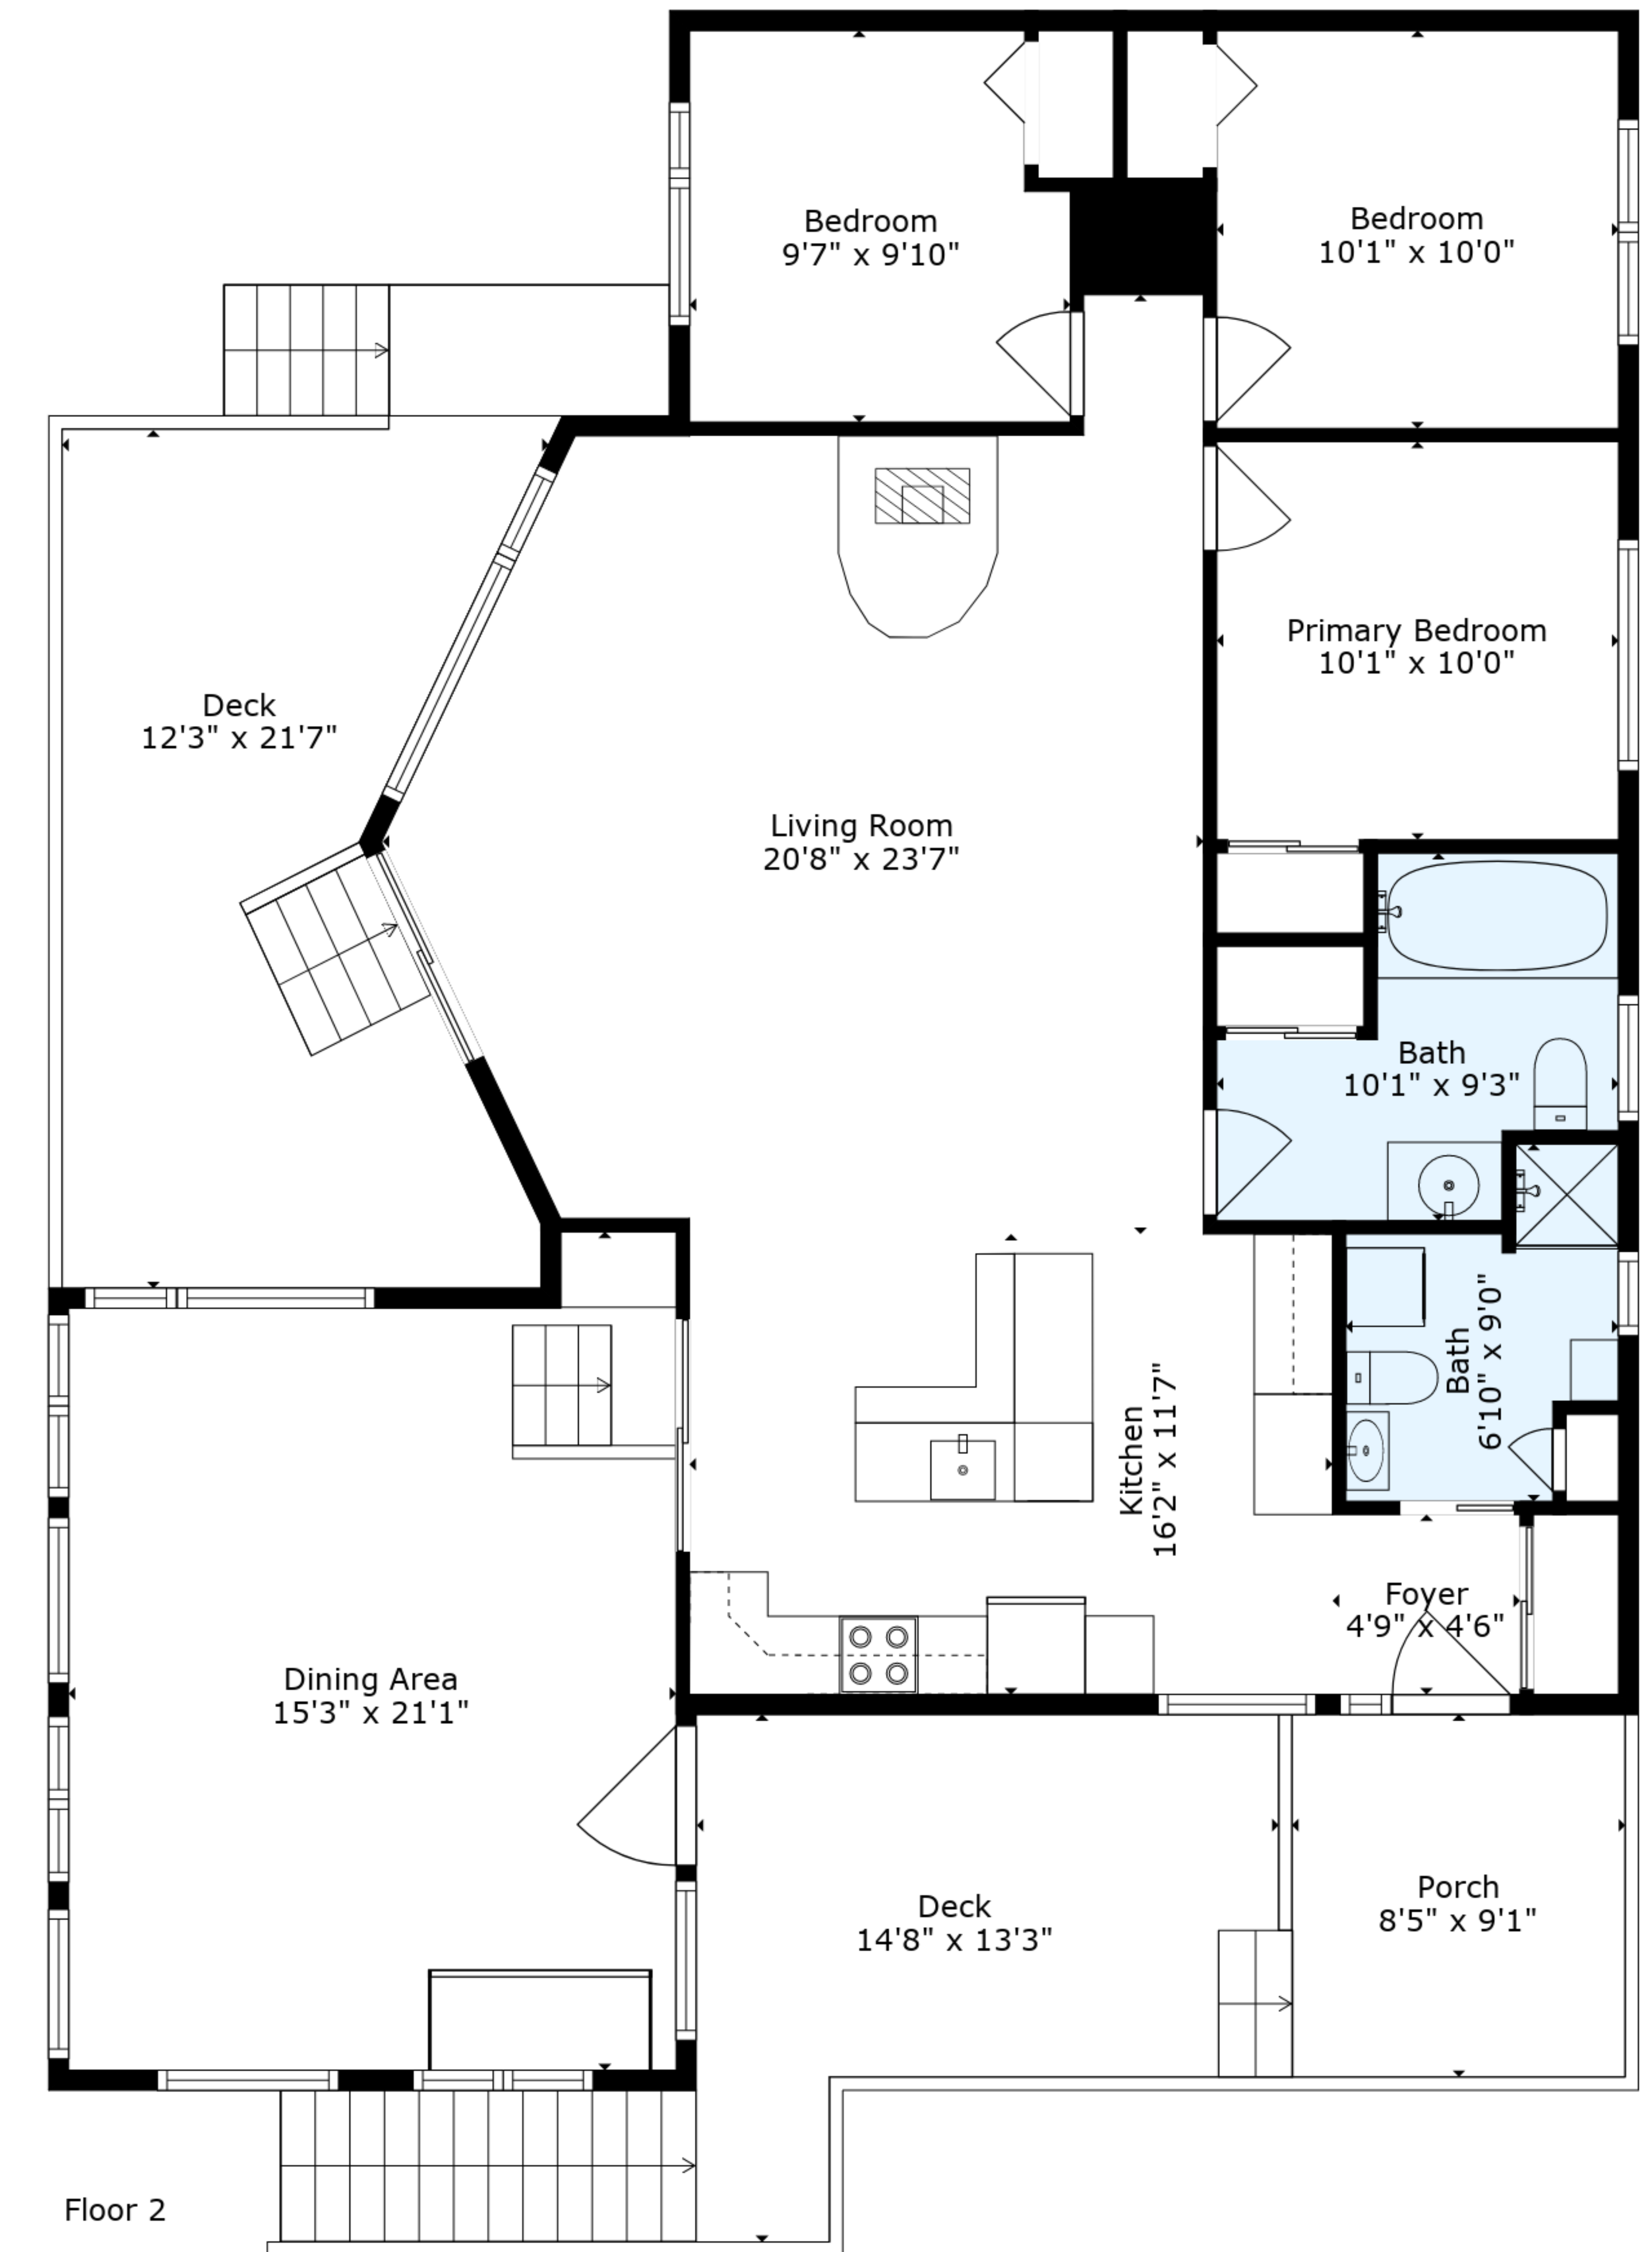 Bedroom
9'7" x 9'10"
Bedroom
10'1" x 10'0"
Primary Bedroom
10'1" x 10'0"
Deck
12'3" x 21'7"
Living Room
20'8" x 23'7"
Bath
10'1" x 9'3"
Bath
6'10" x 9'0"
Kitchen
16'2" x 11'7"
Foyer
4'9" x 4'6"
Dining Area
15'3" x 21'1"
Deck
14'8" x 13'3"
Porch
8'5" x 9'1"
Floor 2